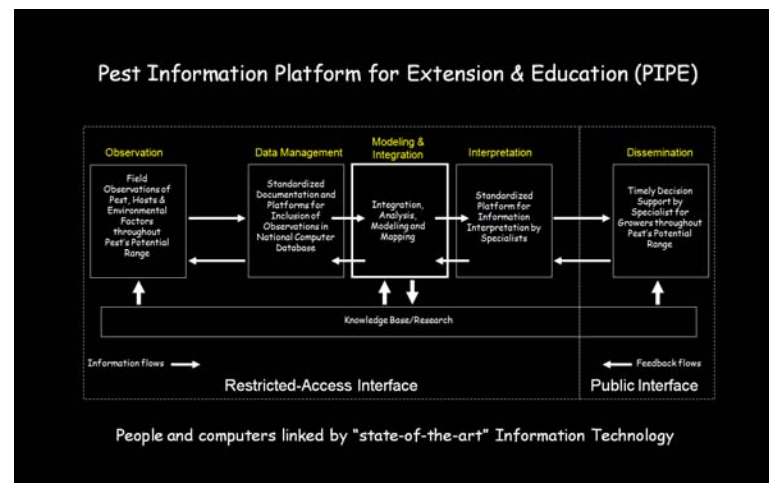 Pest Information Platform for Extension & Education (PIPE)
Observation
Field
Observations of
Pest, Hosts &
Environmental
Factors
throughout
Pest's Potential
Range
Data Management
Standardized
Documentation and
Platforms for
Inclusion of
Observations in
National Computer
Database
Modeling &
Integration
Integration,
Analysis,
Modeling and
Mapping
Interpretation
Standardized
Platform for
Information
Interpretation by
Specialists
Dissemination
Timely Decision
Support by
Specialist for
Growers throughout
Pest's Potential
Range
Knowledge Base/Research
Information flows
Feedback flows
Restricted-Access Interface
Public Interface
People and computers linked by "state-of-the-art" Information Technology